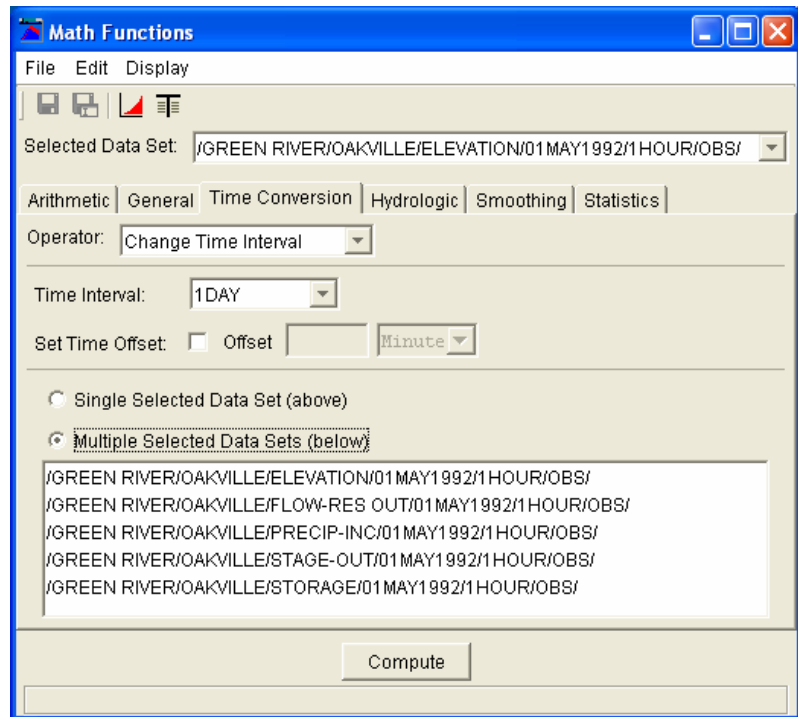 Math Functions
File Edit Display
Selected Data Set: /GREEN RIVER/OAKVILLE/ELEVATION/01MAY1992/1HOUR/OBS/
Arithmetic General Time Conversion Hydrologic Smoothing Statistics
Operator: Change Time Interval
Time Interval: 1DAY
Set Time Offset: Offset Minute
Single Selected Data Set (above)
Multiple Selected Data Sets (below)
/GREEN RIVER/OAKVILLE/ELEVATION/01MAY1992/1HOUR/OBS/
/GREEN RIVER/OAKVILLE/FLOW-RES OUT/01MAY1992/1HOUR/OBS/
/GREEN RIVER/OAKVILLE/PRECIP-INC/01MAY1992/1HOUR/OBS/
/GREEN RIVER/OAKVILLE/STAGE-OUT/01MAY1992/1HOUR/OBS/
/GREEN RIVER/OAKVILLE/STORAGE/01MAY1992/1HOUR/OBS/
Compute